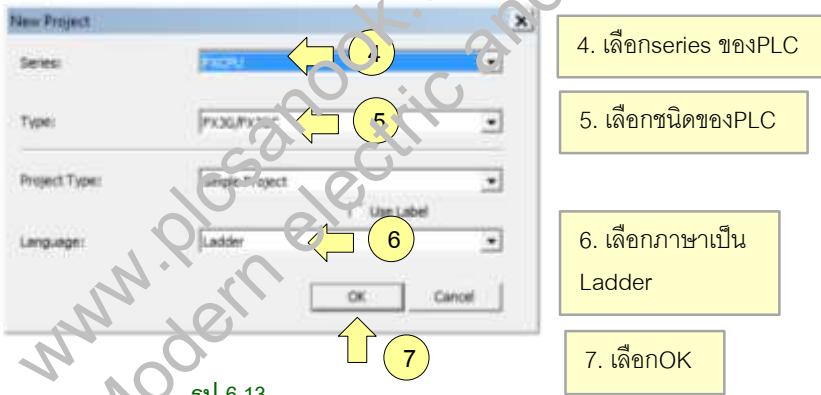 New Project
Series:
FXCPU
4
4. เลือกseries ของPLC
Type:
5
5. เลือกชนิดของPLC
Project Type:
Simple Project
Use Label
Language:
Ladder
6
6. เลือกภาษาเป็น
Ladder
OK
Cancel
7
7. เลือกOK
รูป 6.13
www.plcsanook.
Modern electric and